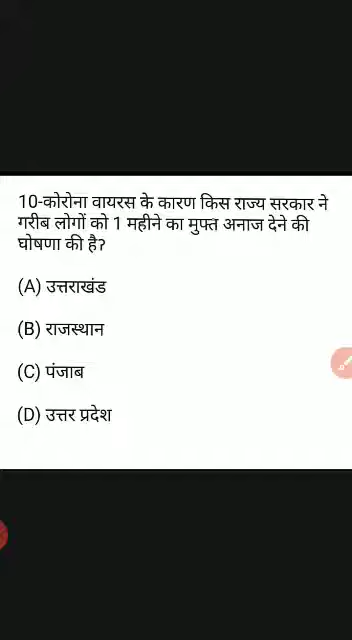 10-कोरोना वायरस के कारण किस राज्य सरकार ने
गरीब लोगों को 1 महीने का मुफ्त अनाज देने की
घोषणा की है?
(A) उत्तराखंड
(B) राजस्थान
(C) पंजाब
(D) उत्तर प्रदेश